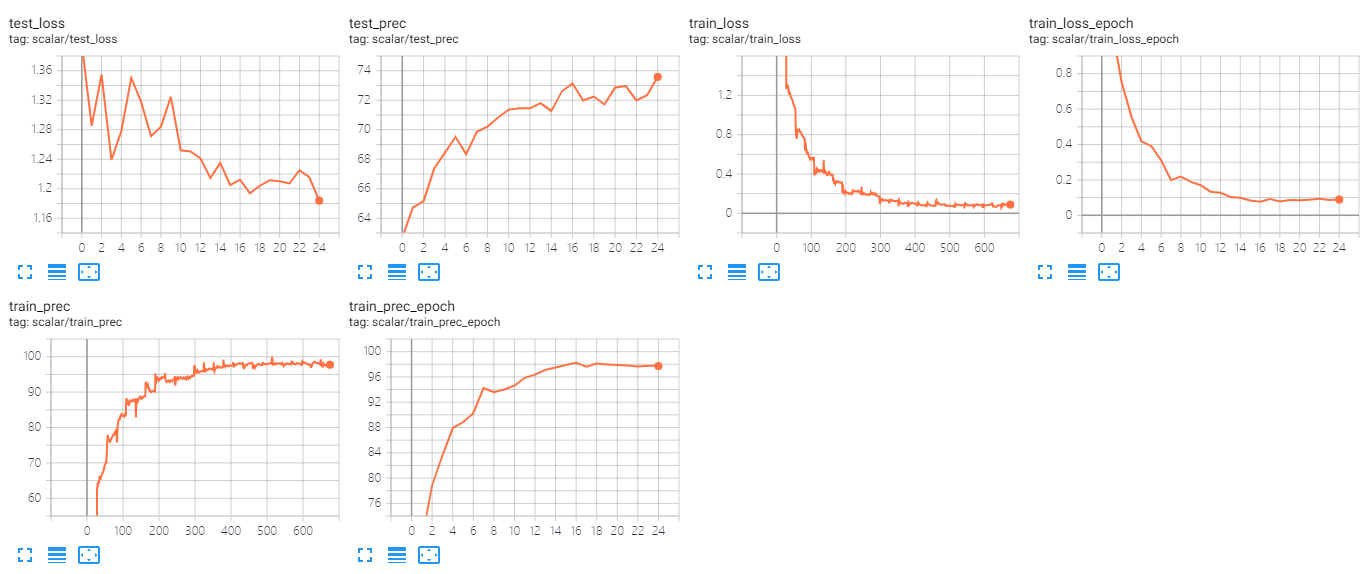 test_loss
tag: scalar/test_loss
1.36
1.32
1.28
1.24
1.2
1.16
0 2 4 6 8 10 12 14 16 18 20 22 24
test_prec
tag: scalar/test_prec
74
72
70
68
66
64
0 2 4 6 8 10 12 14 16 18 20 22 24
train_loss
tag: scalar/train_loss
1.2
0.8
0.4
0
0 100 200 300 400 500 600
train_loss_epoch
tag: scalar/train_loss_epoch
0.8
0.6
0.4
0.2
0
0 2 4 6 8 10 12 14 16 18 20 22 24
train_prec
tag: scalar/train_prec
100
90
80
70
60
0 100 200 300 400 500 600
train_prec_epoch
tag: scalar/train_prec_epoch
100
96
92
88
84
80
76
0 2 4 6 8 10 12 14 16 18 20 22 24